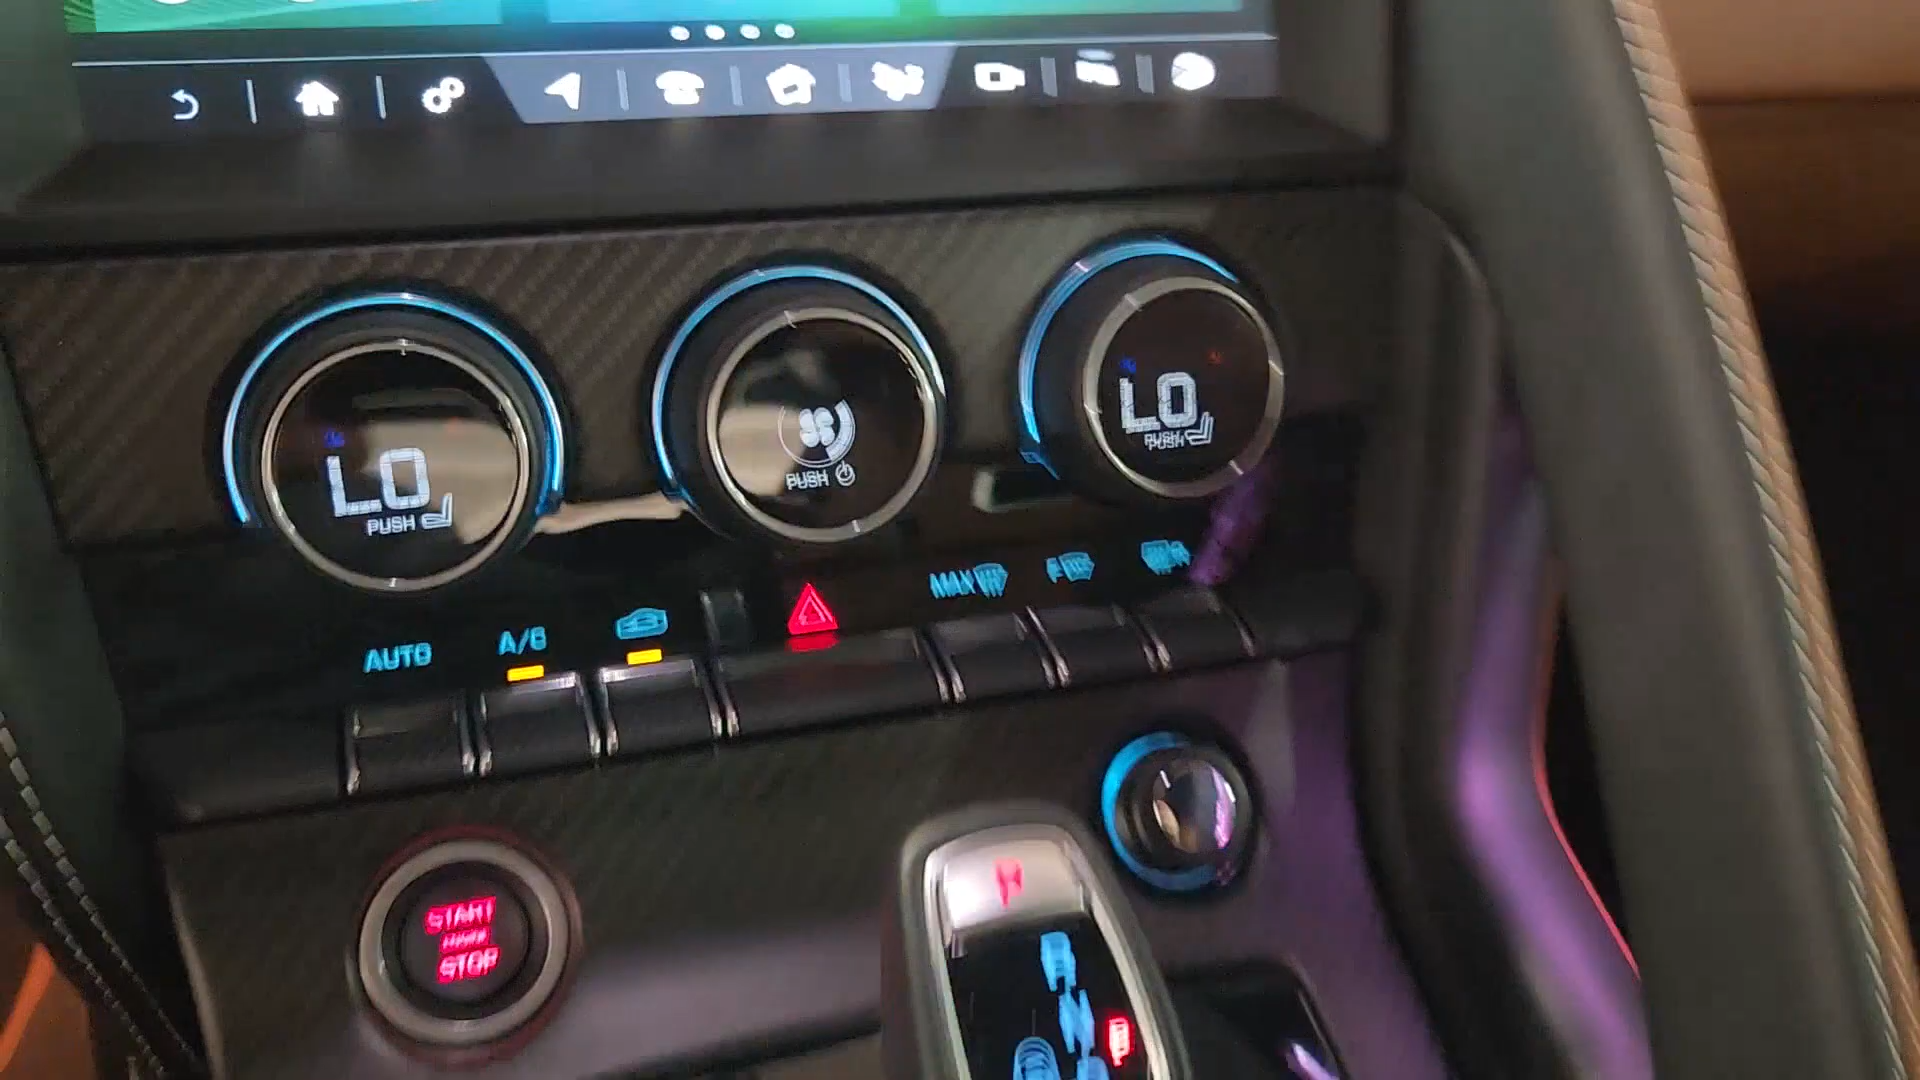 LO
PUSH
PUSH
LO
PUSH
AUTO
A/C
MAX
F
START
STOP
P
R
N
D